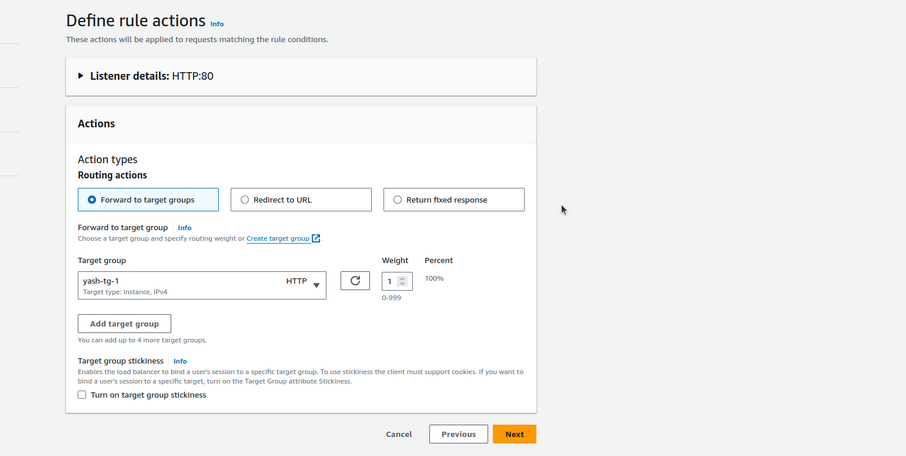 Define rule actions Info
These actions will be applied to requests matching the rule conditions.
Listener details: HTTP:80
Actions
Action types
Routing actions
Forward to target groups
Redirect to URL
Return fixed response
Forward to target group Info
Choose a target group and specify routing weight or Create target group.
Target group
Weight
Percent
yash-tg-1
HTTP
Target type: Instance, IPv4
1
100%
0-999
Add target group
You can add up to 4 more target groups.
Target group stickiness Info
Enables the load balancer to bind a user's session to a specific target group. To use stickiness the client must support cookies. If you want to
bind a user's session to a specific target, turn on the Target Group attribute Stickiness.
Turn on target group stickiness
Cancel
Previous
Next